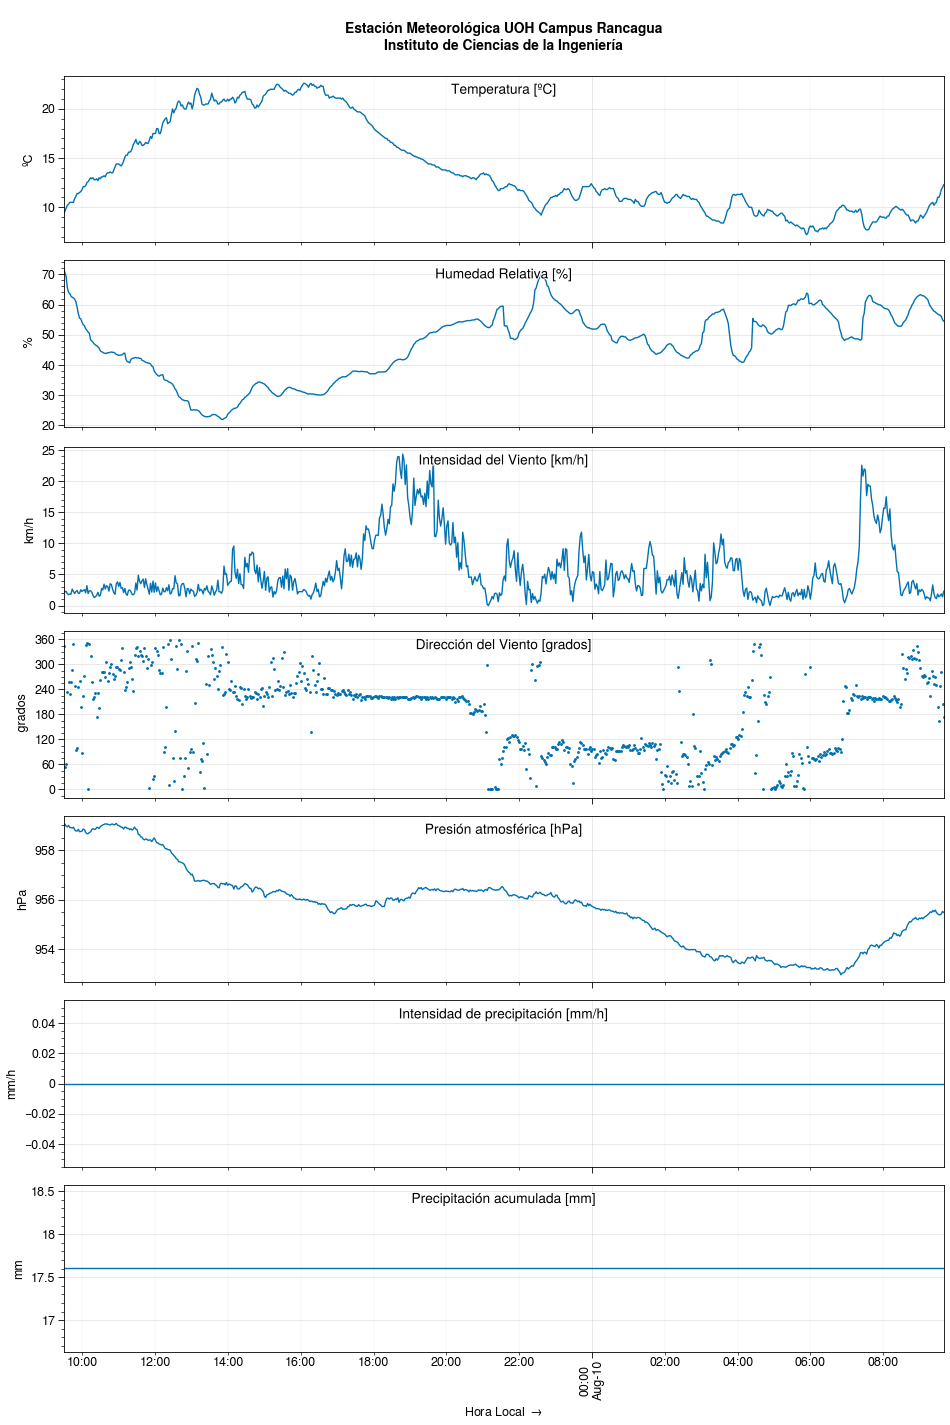 Estación Meteorológica UOH Campus Rancagua
Instituto de Ciencias de la Ingeniería
Temperatura [ºC]
20
15
10
ºC
Humedad Relativa [%]
70
60
50
40
30
20
%
Intensidad del Viento [km/h]
25
20
15
10
5
0
km/h
Dirección del Viento [grados]
360
300
240
180
120
60
0
grados
Presión atmosférica [hPa]
958
956
954
hPa
Intensidad de precipitación [mm/h]
0.04
0.02
0
−0.02
−0.04
mm/h
Precipitación acumulada [mm]
18.5
18
17.5
17
mm
10:00 12:00 14:00 16:00 18:00 20:00 22:00 00:00 02:00 04:00 06:00 08:00
Aug-10
Hora Local →